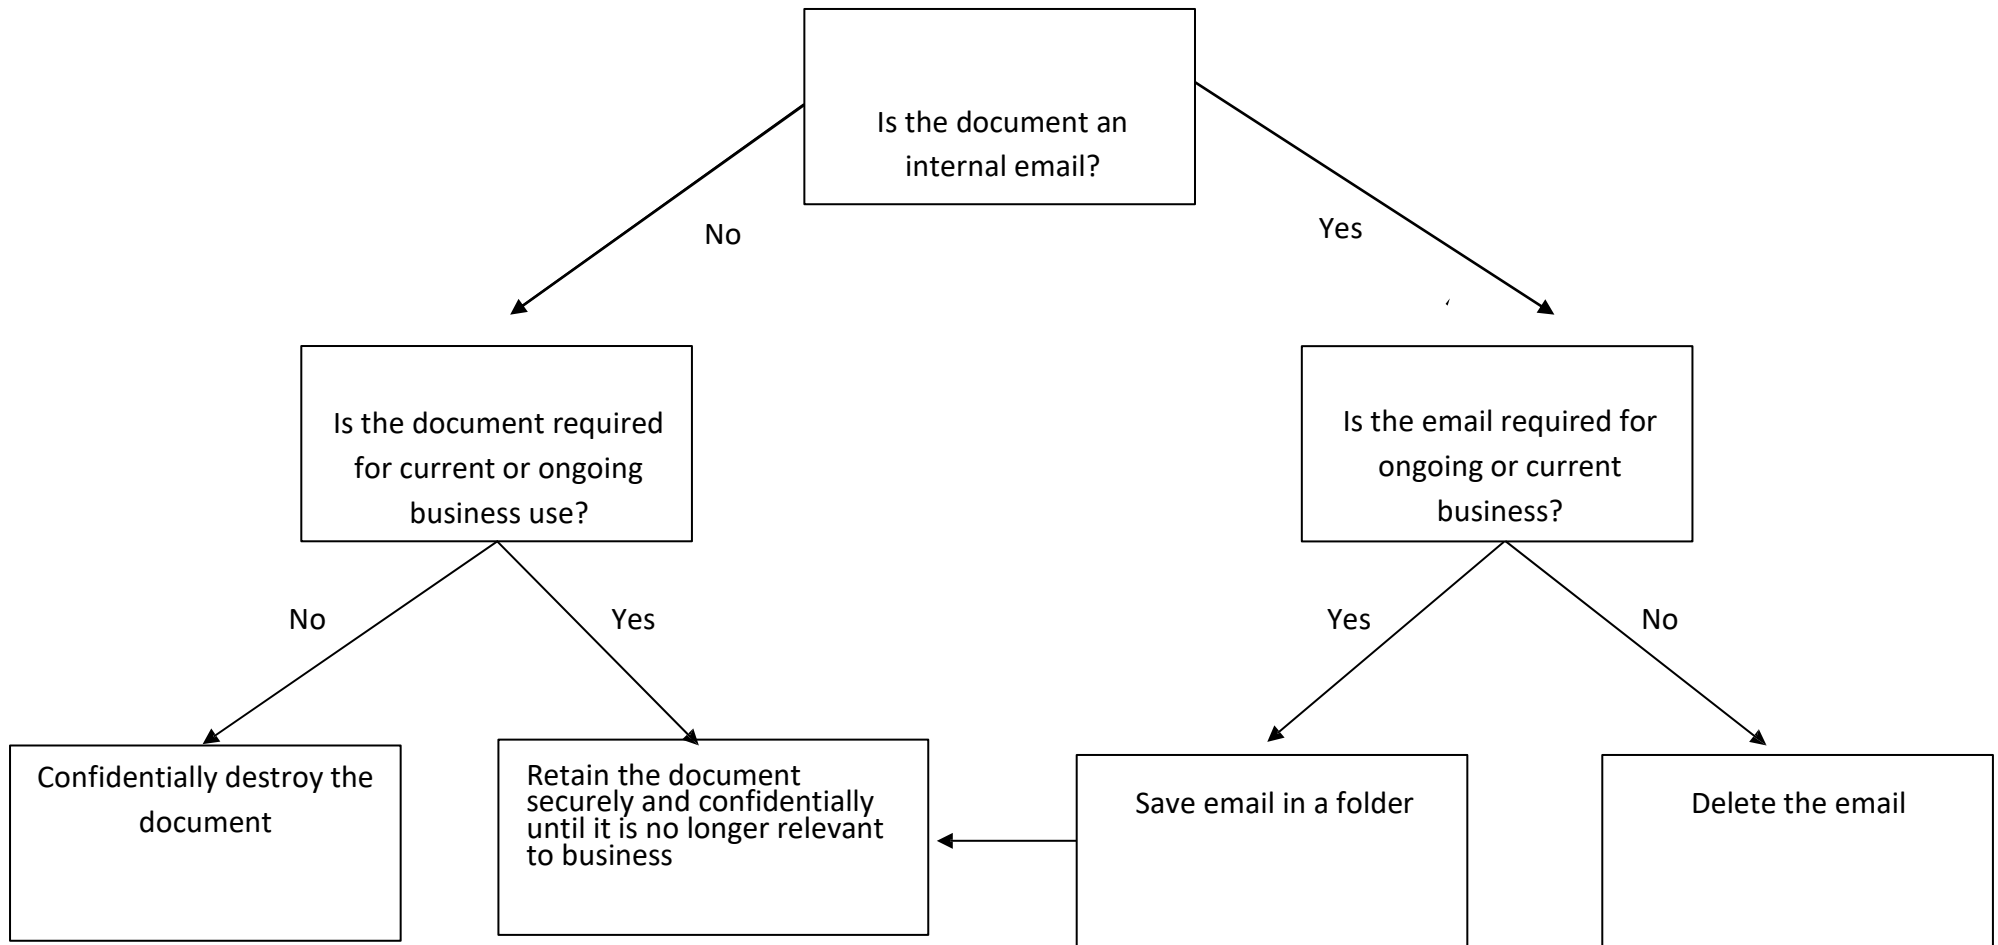 Is the document an
internal email?
No
Yes
Is the document required
for current or ongoing
business use?
Is the email required for
ongoing or current
business?
No
Yes
Yes
No
Confidentially destroy the
document
Retain the document
securely and confidentially
until it is no longer relevant
to business
Save email in a folder
Delete the email